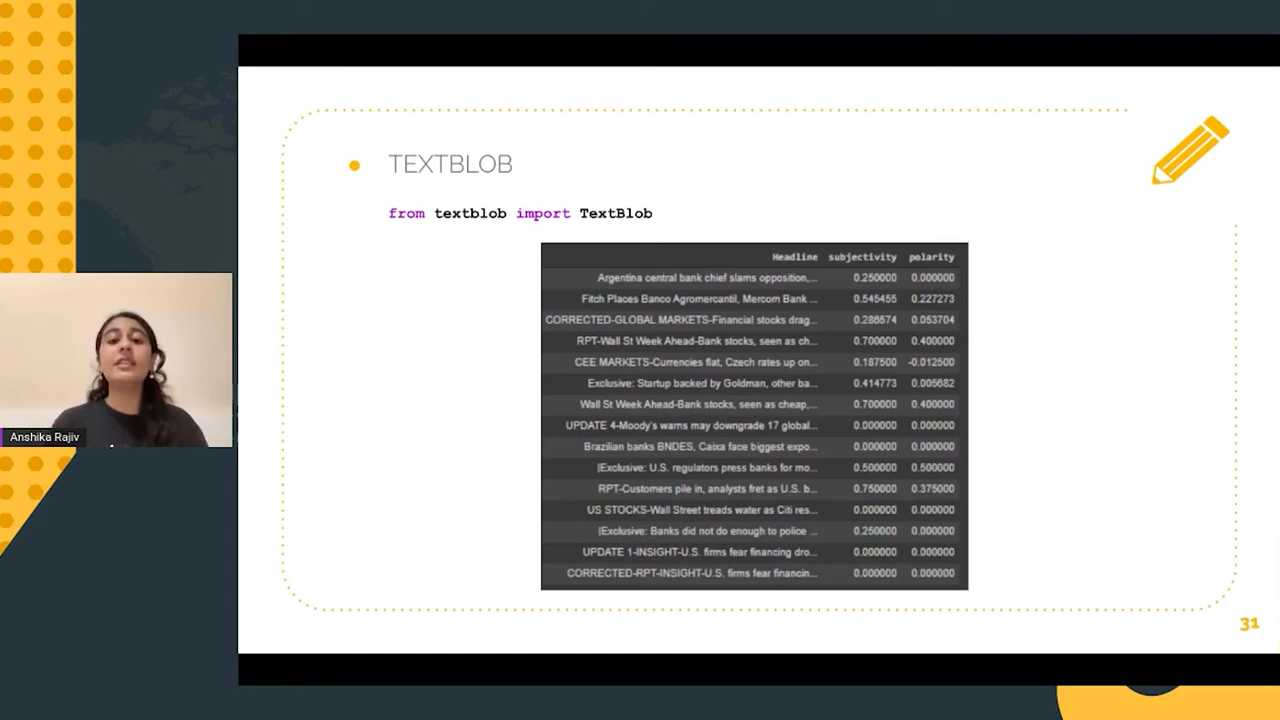 TEXTBLOB
from textblob import TextBlob
Headline subjectivity polarity
Argentina central bank chief slams opposition,... 0.250000 0.000000
Fitch Places Banco Agromercantil, Mercom Bank ... 0.545455 0.227273
CORRECTED-GLOBAL MARKETS-Financial stocks drag... 0.286574 0.053704
RPT-Wall St Week Ahead-Bank stocks, seen as ch... 0.700000 0.400000
CEE MARKETS-Currencies flat, Czech rates up on... 0.187500 -0.012500
Exclusive: Startup backed by Goldman, other ba... 0.414773 0.005682
Wall St Week Ahead-Bank stocks, seen as cheap,... 0.700000 0.400000
UPDATE 4-Moody's warns may downgrade 17 global... 0.000000 0.000000
Brazilian banks BNDES, Caixa face biggest expo... 0.000000 0.000000
|Exclusive: U.S. regulators press banks for mo... 0.500000 0.500000
RPT-Customers pile in, analysts fret as U.S. b... 0.750000 0.375000
US STOCKS-Wall Street treads water as Citi res... 0.000000 0.000000
|Exclusive: Banks did not do enough to police ... 0.250000 0.000000
UPDATE 1-INSIGHT-U.S. firms fear financing dro... 0.000000 0.000000
CORRECTED-RPT-INSIGHT-U.S. firms fear financin... 0.000000 0.000000
Anshika Rajiv
31